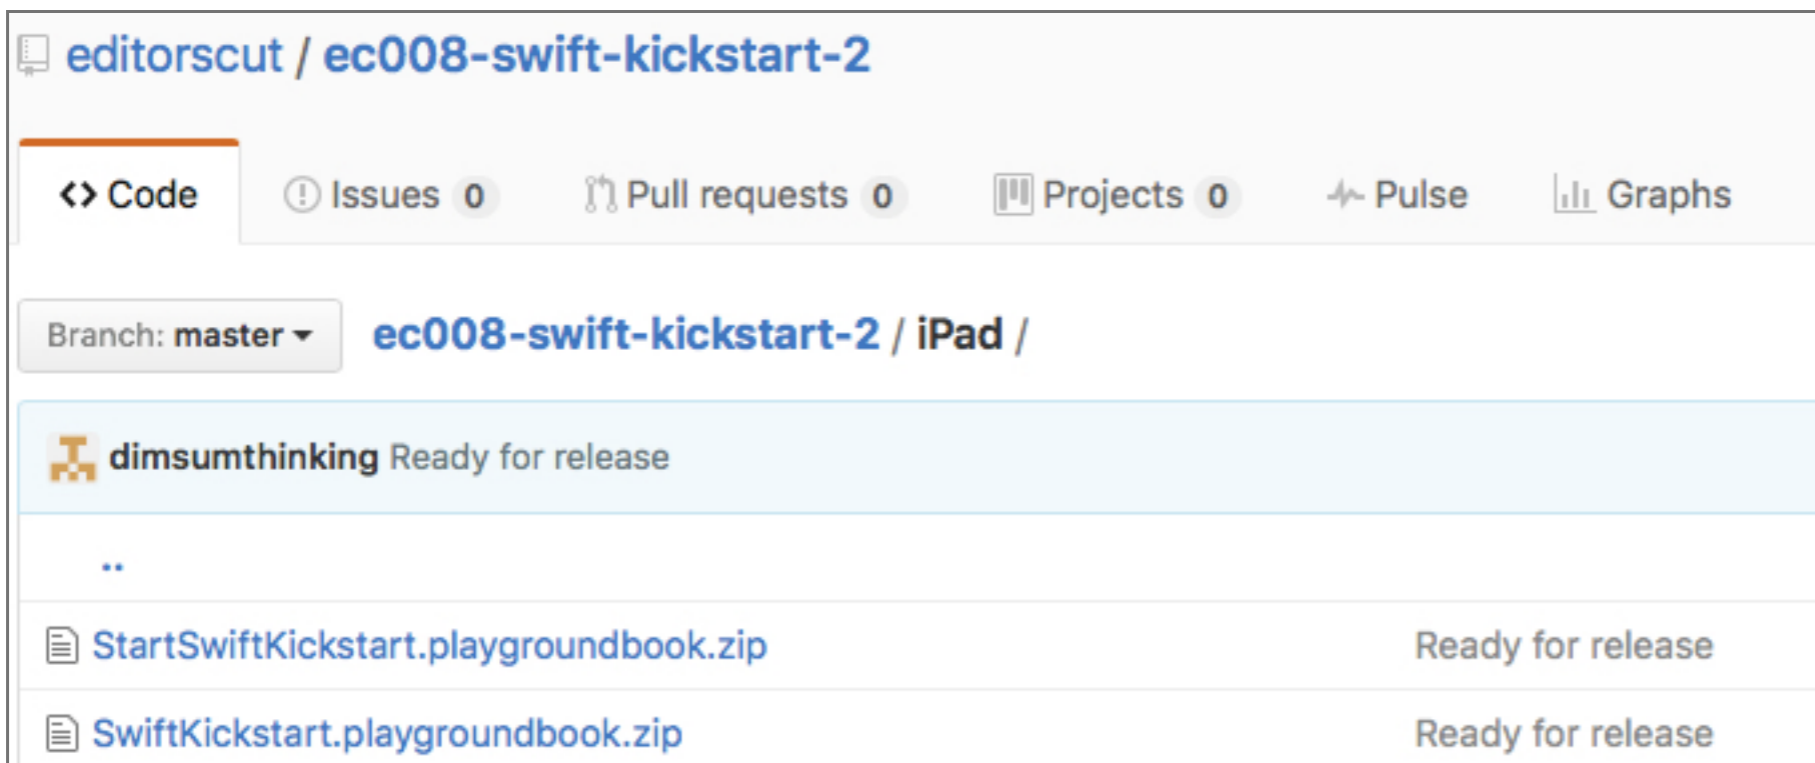 editorscut / ec008-swift-kickstart-2
Code Issues 0 Pull requests 0 Projects 0 Pulse Graphs
Branch: master ec008-swift-kickstart-2 / iPad /
dimsumthinking Ready for release
..
StartSwiftKickstart.playgroundbook.zip Ready for release
SwiftKickstart.playgroundbook.zip Ready for release